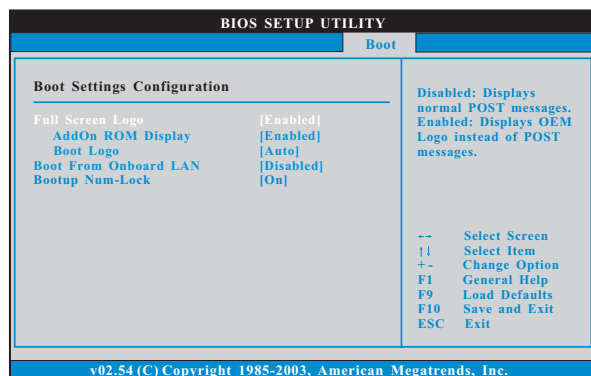 BIOS SETUP UTILITY
Boot
Boot Settings Configuration
Full Screen Logo [Enabled]
AddOn ROM Display [Enabled]
Boot Logo [Auto]
Boot From Onboard LAN [Disabled]
Bootup Num-Lock [On]
Disabled: Displays
normal POST messages.
Enabled: Displays OEM
Logo instead of POST
messages.
←→ Select Screen
↑↓ Select Item
+ - Change Option
F1 General Help
F9 Load Defaults
F10 Save and Exit
ESC Exit
v02.54 (C) Copyright 1985-2003, American Megatrends, Inc.